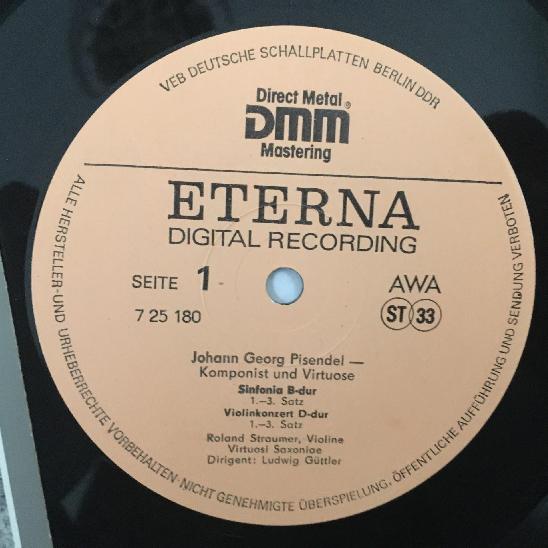 VEB DEUTSCHE SCHALLPLATTEN BERLIN DDR
Direct Metal ®
DMM
Mastering
ETERNA
DIGITAL RECORDING
SEITE 1
AWA
7 25 180
ST 33
Johann Georg Pisendel —
Komponist und Virtuose
Sinfonia B-dur
1.–3. Satz
Violinkonzert D-dur
1.–3. Satz
Roland Straumer, Violine
Virtuosi Saxoniae
Dirigent: Ludwig Güttler
ALLE HERSTELLER-UND URHEBERRECHTE VORBEHALTEN·NICHT GENEHMIGTE ÜBERSPIELUNG, ÖFFENTLICHE AUFFÜHRUNG UND SENDUNG VERBOTEN